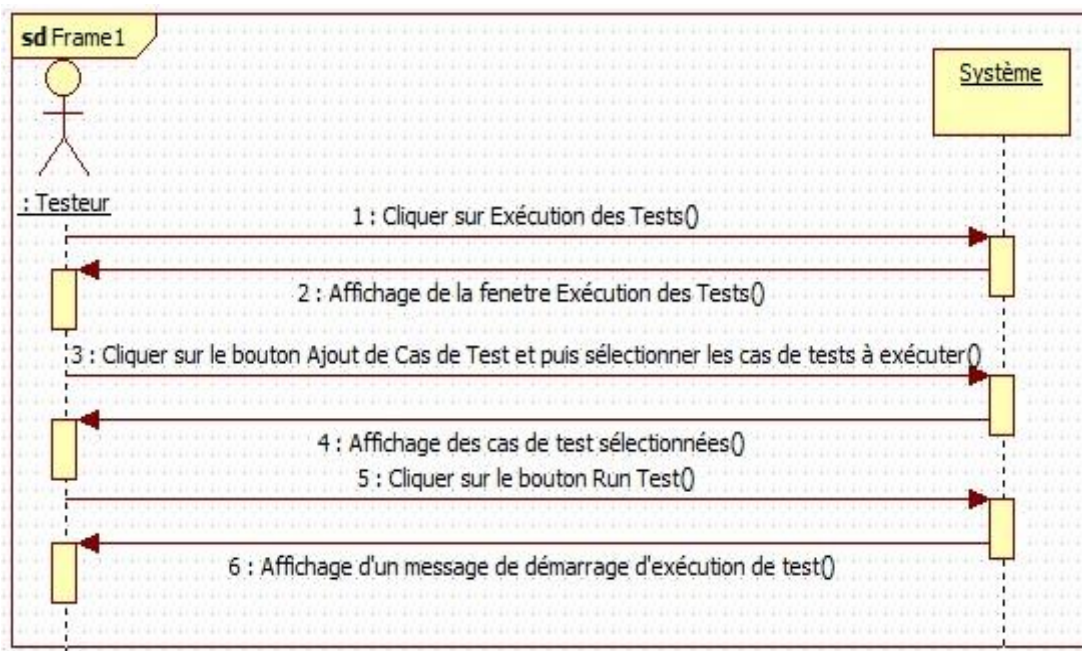 sd Frame1
Système
: Testeur
1 : Cliquer sur Exécution des Tests()
2 : Affichage de la fenetre Exécution des Tests()
3 : Cliquer sur le bouton Ajout de Cas de Test et puis sélectionner les cas de tests à exécuter()
4 : Affichage des cas de test sélectionnées()
5 : Cliquer sur le bouton Run Test()
6 : Affichage d'un message de démarrage d'exécution de test()